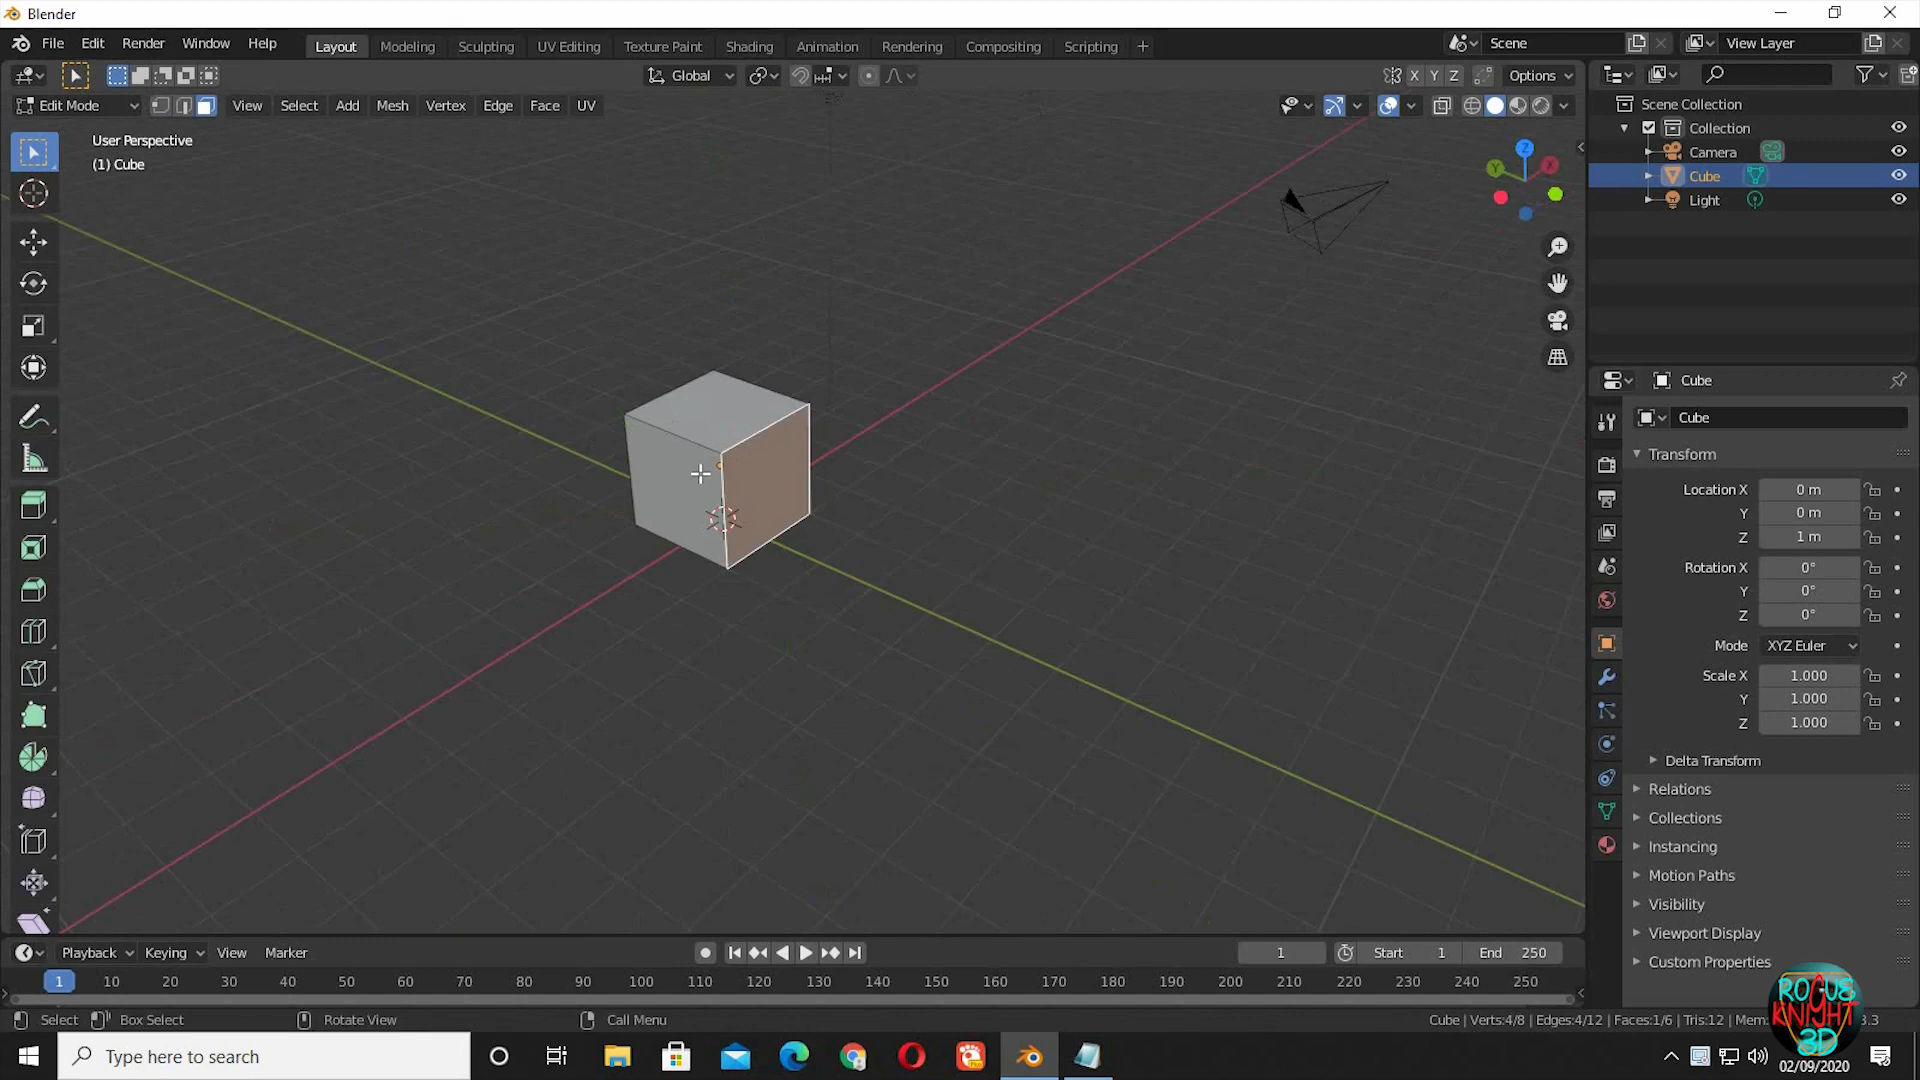 Blender
File Edit Render Window Help Layout Modeling Sculpting UV Editing Texture Paint Shading Animation Rendering Compositing Scripting + Scene View Layer
Global X Y Z Options
Edit Mode View Select Add Mesh Vertex Edge Face UV
User Perspective
(1) Cube
Z
Y
X
Scene Collection
Collection
Camera
Cube
Light
Cube
Cube
Transform
Location X 0 m
Y 0 m
Z 1 m
Rotation X 0°
Y 0°
Z 0°
Mode XYZ Euler
Scale X 1.000
Y 1.000
Z 1.000
Delta Transform
Relations
Collections
Instancing
Motion Paths
Visibility
Viewport Display
Custom Properties
Playback Keying View Marker 1 Start 1 End 250
1 10 20 30 40 50 60 70 80 90 100 110 120 130 140 150 160 170 180 190 200 210 220 230 240 250
Select Box Select Rotate View Call Menu Cube | Verts:4/8 | Edges:4/12 | Faces:1/6 | Tris:12 | Mem:
ROGUE
KNIGHT
3D
Type here to search
02/09/2020